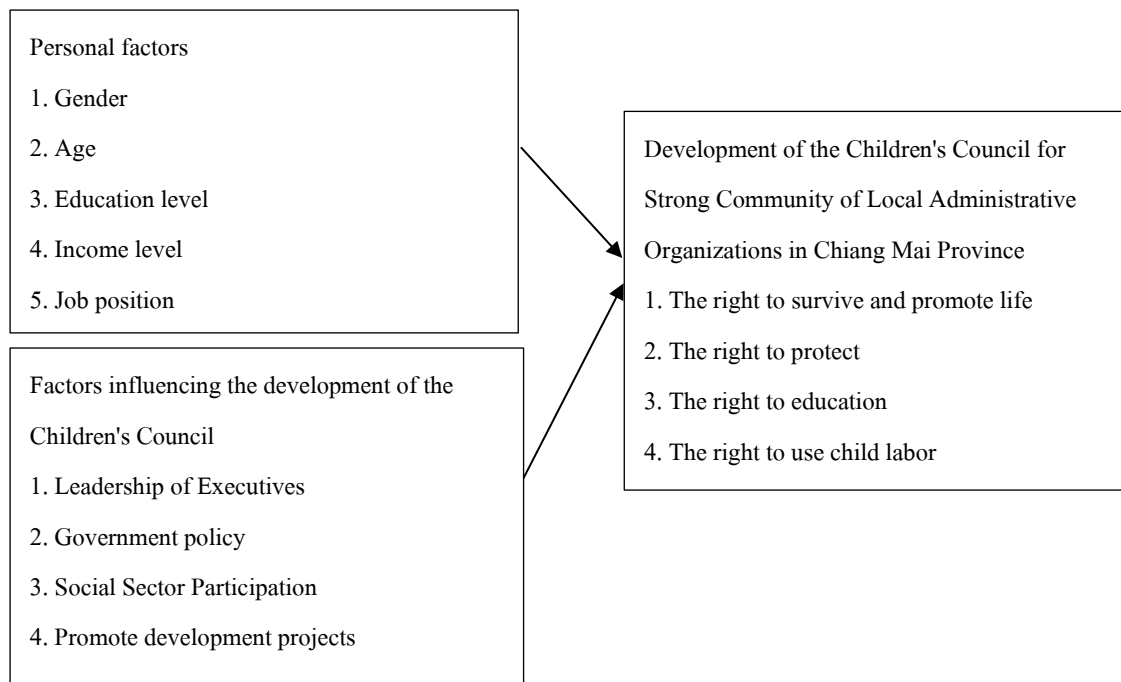 Personal factors
1. Gender
2. Age
3. Education level
4. Income level
5. Job position
Factors influencing the development of the
Children's Council
1. Leadership of Executives
2. Government policy
3. Social Sector Participation
4. Promote development projects
Development of the Children's Council for
Strong Community of Local Administrative
Organizations in Chiang Mai Province
1. The right to survive and promote life
2. The right to protect
3. The right to education
4. The right to use child labor